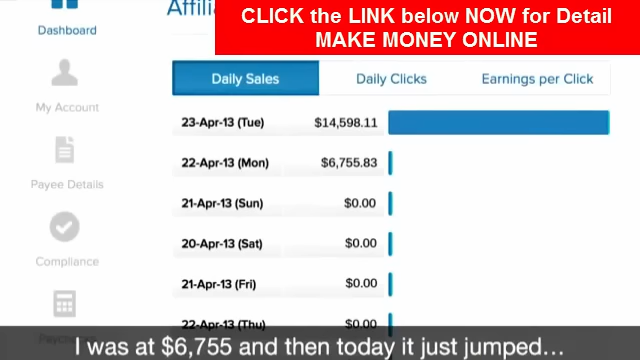 Affilia
CLICK the LINK below NOW for Detail
MAKE MONEY ONLINE
Dashboard
Daily Sales Daily Clicks Earnings per Click
23-Apr-13 (Tue) $14,598.11
My Account
22-Apr-13 (Mon) $6,755.83
Payee Details
21-Apr-13 (Sun) $0.00
20-Apr-13 (Sat) $0.00
Compliance
21-Apr-13 (Fri) $0.00
22-Apr-13 (Thu) $0.00
I was at $6,755 and then today it just jumped…